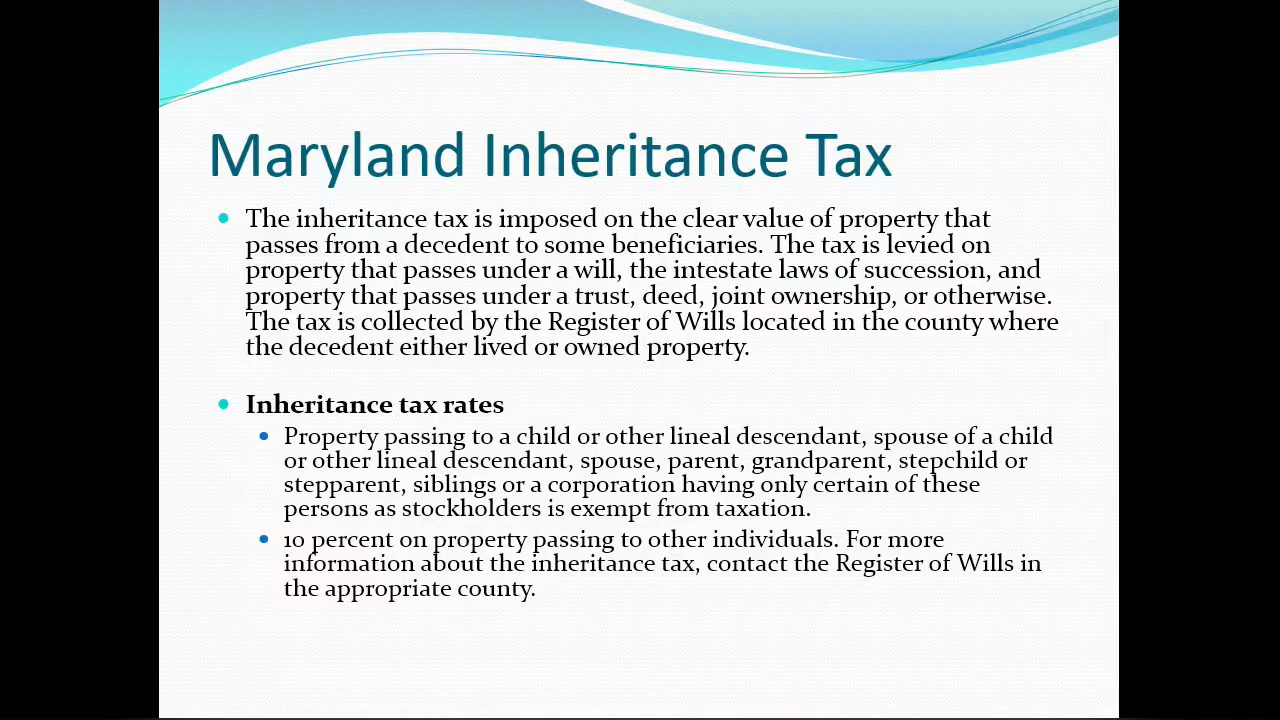 Maryland Inheritance Tax
The inheritance tax is imposed on the clear value of property that
passes from a decedent to some beneficiaries. The tax is levied on
property that passes under a will, the intestate laws of succession, and
property that passes under a trust, deed, joint ownership, or otherwise.
The tax is collected by the Register of Wills located in the county where
the decedent either lived or owned property.
Inheritance tax rates
Property passing to a child or other lineal descendant, spouse of a child
or other lineal descendant, spouse, parent, grandparent, stepchild or
stepparent, siblings or a corporation having only certain of these
persons as stockholders is exempt from taxation.
10 percent on property passing to other individuals. For more
information about the inheritance tax, contact the Register of Wills in
the appropriate county.